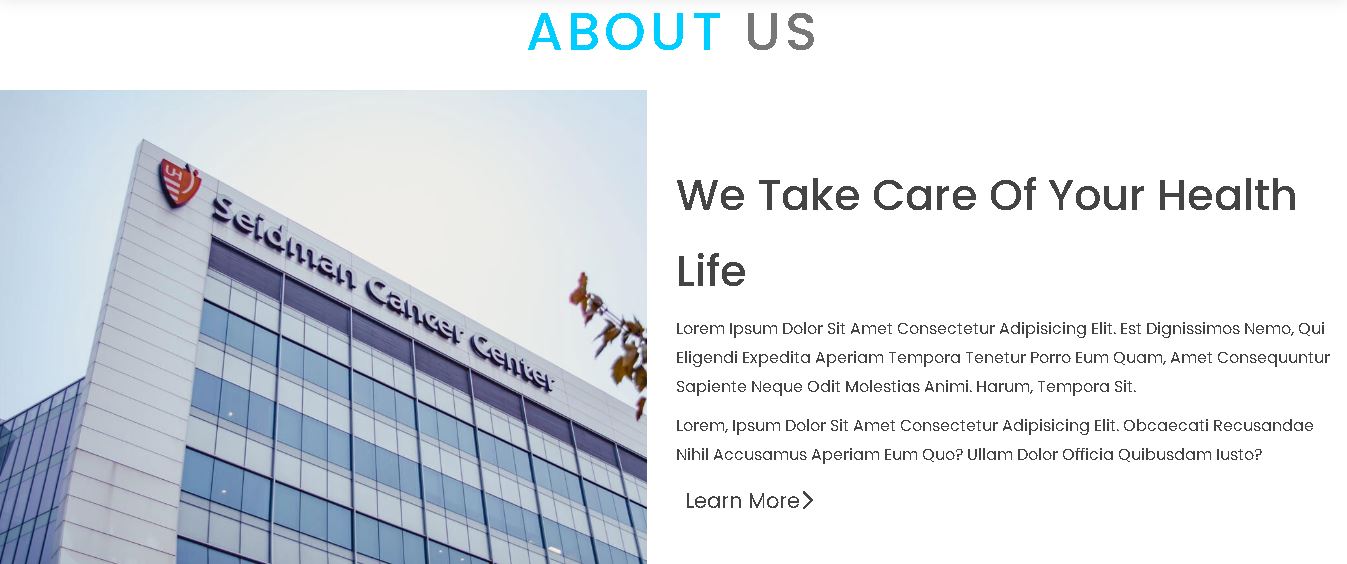 ABOUT US
UH
Seidman Cancer Center
We Take Care Of Your Health
Life
Lorem Ipsum Dolor Sit Amet Consectetur Adipisicing Elit. Est Dignissimos Nemo, Qui
Eligendi Expedita Aperiam Tempora Tenetur Porro Eum Quam, Amet Consequuntur
Sapiente Neque Odit Molestias Animi. Harum, Tempora Sit.
Lorem, Ipsum Dolor Sit Amet Consectetur Adipisicing Elit. Obcaecati Recusandae
Nihil Accusamus Aperiam Eum Quo? Ullam Dolor Officia Quibusdam Iusto?
Learn More